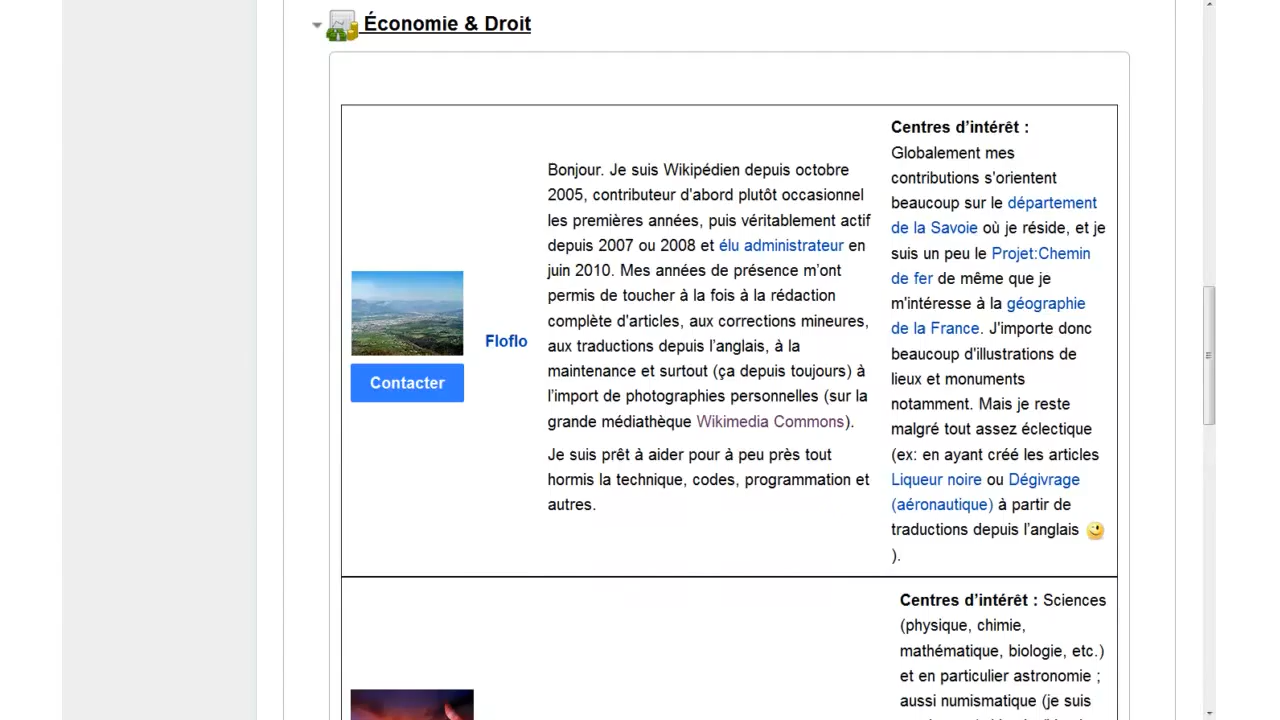 Économie & Droit
Floflo
Contacter
Bonjour. Je suis Wikipédien depuis octobre
2005, contributeur d'abord plutôt occasionnel
les premières années, puis véritablement actif
depuis 2007 ou 2008 et élu administrateur en
juin 2010. Mes années de présence m'ont
permis de toucher à la fois à la rédaction
complète d'articles, aux corrections mineures,
aux traductions depuis l'anglais, à la
maintenance et surtout (ça depuis toujours) à
l'import de photographies personnelles (sur la
grande médiathèque Wikimedia Commons).
Je suis prêt à aider pour à peu près tout
hormis la technique, codes, programmation et
autres.
Centres d'intérêt :
Globalement mes
contributions s'orientent
beaucoup sur le département
de la Savoie où je réside, et je
suis un peu le Projet:Chemin
de fer de même que je
m'intéresse à la géographie
de la France. J'importe donc
beaucoup d'illustrations de
lieux et monuments
notamment. Mais je reste
malgré tout assez éclectique
(ex: en ayant créé les articles
Liqueur noire ou Dégivrage
(aéronautique) à partir de
traductions depuis l'anglais
).
Centres d'intérêt : Sciences
(physique, chimie,
mathématique, biologie, etc.)
et en particulier astronomie ;
aussi numismatique (je suis